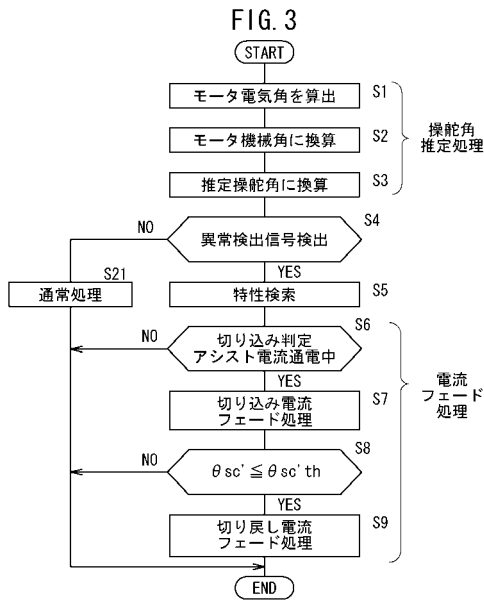 FIG. 3
START
モータ電気角を算出
S1
モータ機械角に換算
S2
推定操舵角に換算
S3
操舵角
推定処理
異常検出信号検出
S4
NO
YES
通常処理
S21
特性検索
S5
切り込み判定
アシスト電流通電中
S6
NO
YES
切り込み電流
フェード処理
S7
θsc'≦θsc'th
S8
NO
YES
切り戻し電流
フェード処理
S9
電流
フェード
処理
END